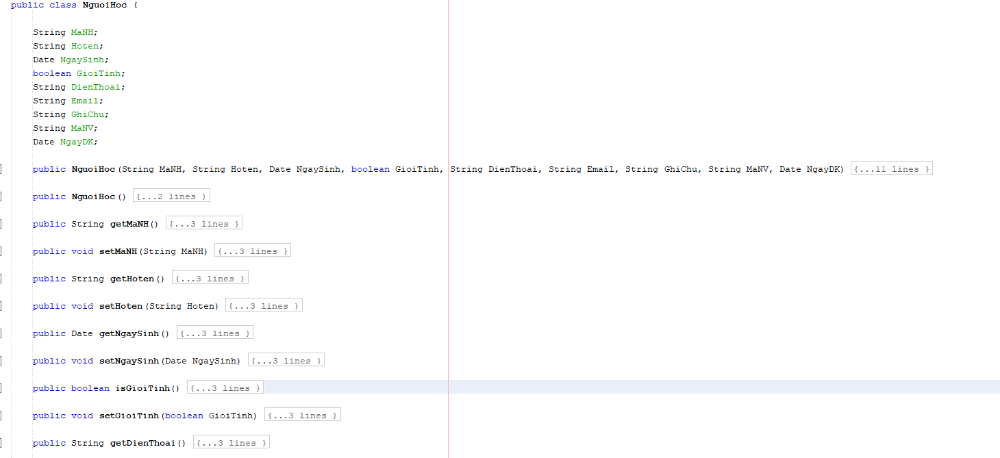 public class NguoiHoc {
String MaNH;
String Hoten;
Date NgaySinh;
boolean GioiTinh;
String DienThoai;
String Email;
String GhiChu;
String MaNV;
Date NgayDK;
public NguoiHoc(String MaNH, String Hoten, Date NgaySinh, boolean GioiTinh, String DienThoai, String Email, String GhiChu, String MaNV, Date NgayDK) {...11 lines }
public NguoiHoc() {...2 lines }
public String getMaNH() {...3 lines }
public void setMaNH(String MaNH) {...3 lines }
public String getHoten() {...3 lines }
public void setHoten(String Hoten) {...3 lines }
public Date getNgaySinh() {...3 lines }
public void setNgaySinh(Date NgaySinh) {...3 lines }
public boolean isGioiTinh() {...3 lines }
public void setGioiTinh(boolean GioiTinh) {...3 lines }
public String getDienThoai() {...3 lines }